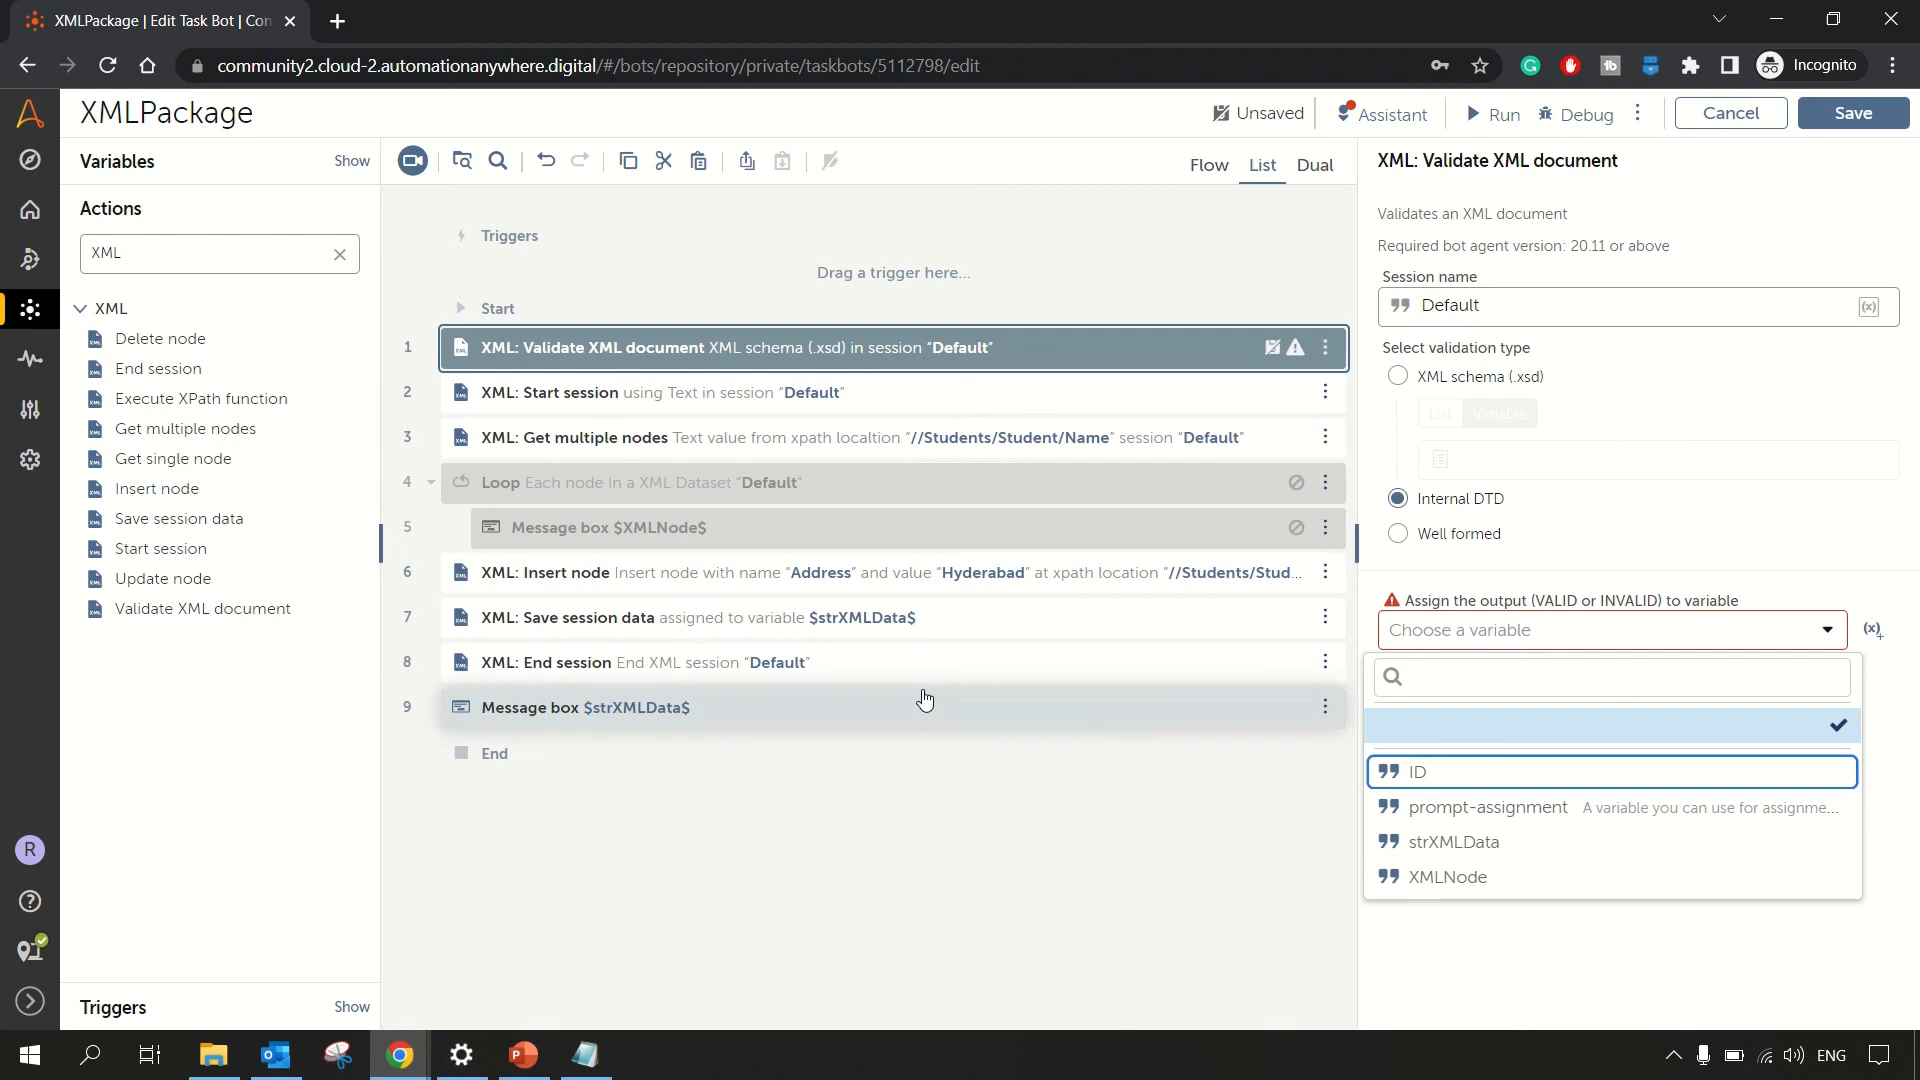 XMLPackage | Edit Task Bot | Con
community2.cloud-2.automationanywhere.digital/#/bots/repository/private/taskbots/5112798/edit
Incognito
XMLPackage
Unsaved
Assistant
Run
Debug
Cancel
Save
Variables
Show
Actions
XML
XML
Delete node
End session
Execute XPath function
Get multiple nodes
Get single node
Insert node
Save session data
Start session
Update node
Validate XML document
Triggers
Show
Flow
List
Dual
Triggers
Drag a trigger here...
Start
1 XML: Validate XML document XML schema (.xsd) in session "Default"
2 XML: Start session using Text in session "Default"
3 XML: Get multiple nodes Text value from xpath localtion "//Students/Student/Name" session "Default"
4 Loop Each node In a XML Dataset "Default"
5 Message box $XMLNode$
6 XML: Insert node Insert node with name "Address" and value "Hyderabad" at xpath location "//Students/Stud...
7 XML: Save session data assigned to variable $strXMLData$
8 XML: End session End XML session "Default"
9 Message box $strXMLData$
End
XML: Validate XML document
Validates an XML document
Required bot agent version: 20.11 or above
Session name
Default
(x)
Select validation type
XML schema (.xsd)
List
Variable
Internal DTD
Well formed
Assign the output (VALID or INVALID) to variable
Choose a variable
(x)+
ID
prompt-assignment A variable you can use for assignme...
strXMLData
XMLNode
R
ENG